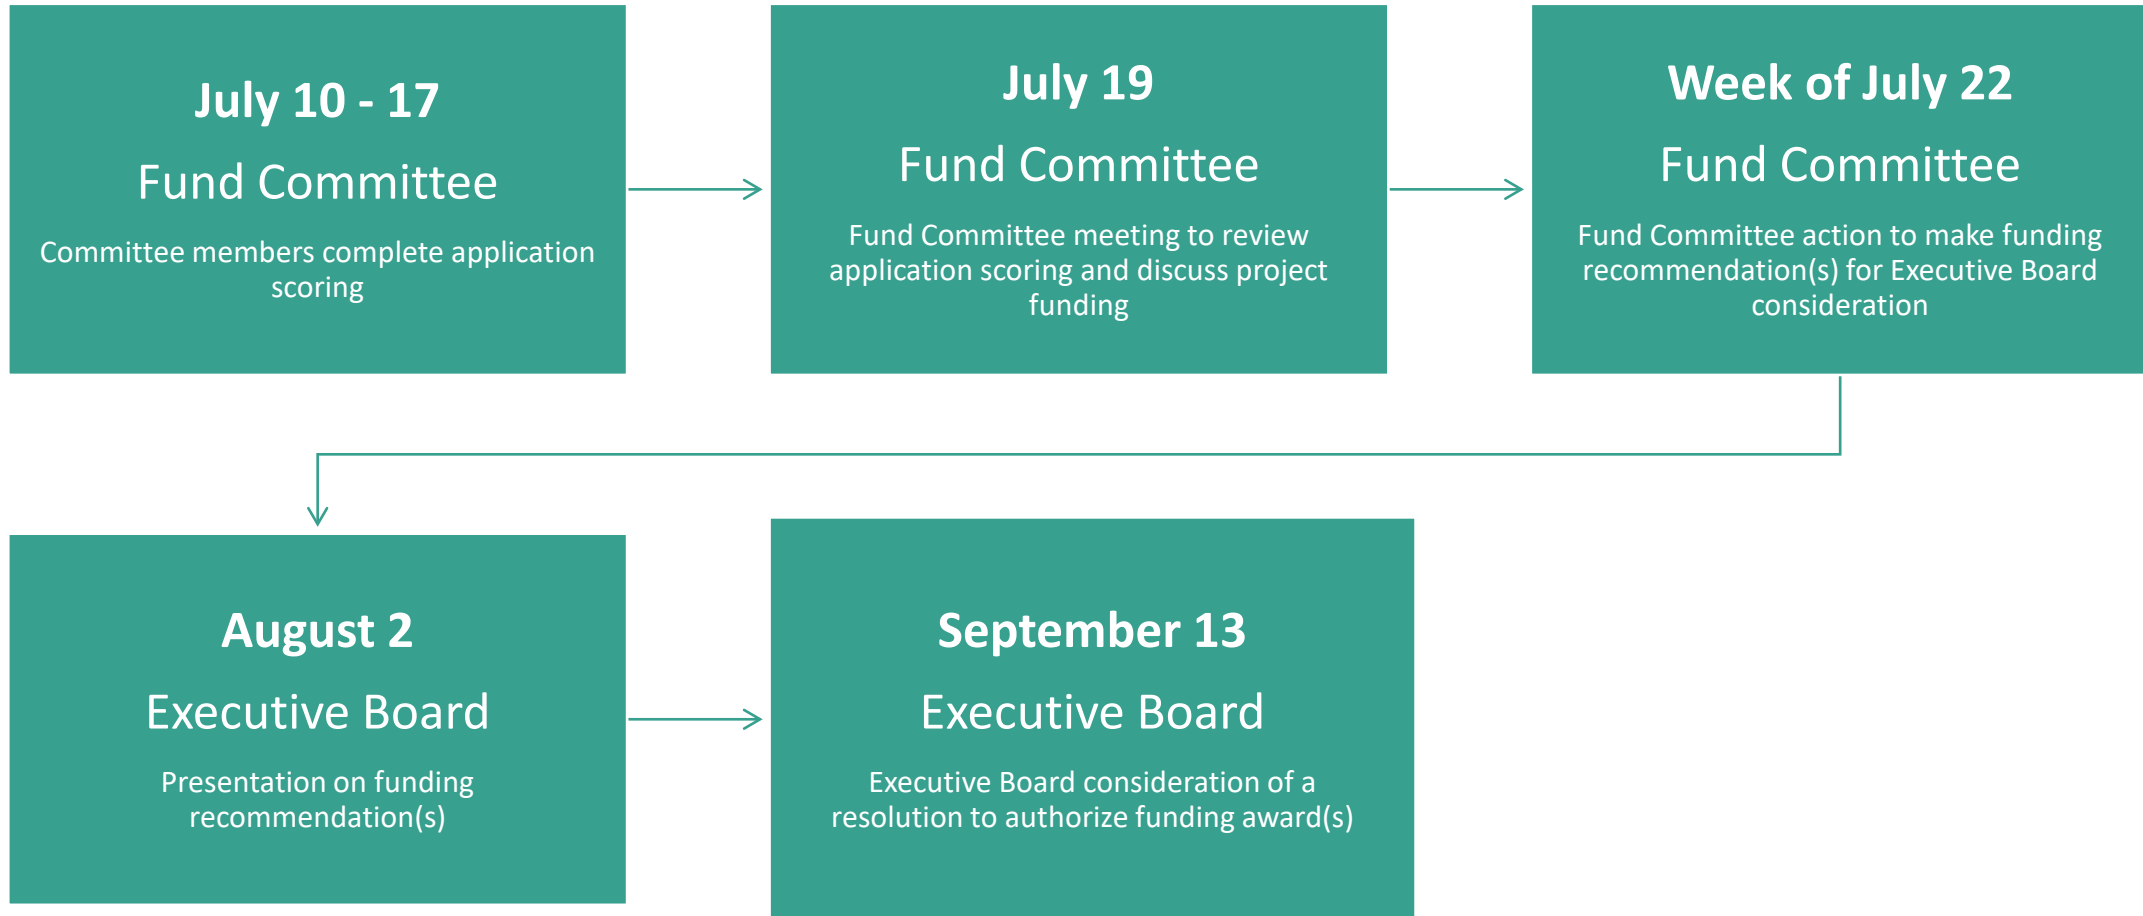 July 10 - 17
Fund Committee
Committee members complete application
scoring
July 19
Fund Committee
Fund Committee meeting to review
application scoring and discuss project
funding
Week of July 22
Fund Committee
Fund Committee action to make funding
recommendation(s) for Executive Board
consideration
August 2
Executive Board
Presentation on funding
recommendation(s)
September 13
Executive Board
Executive Board consideration of a
resolution to authorize funding award(s)